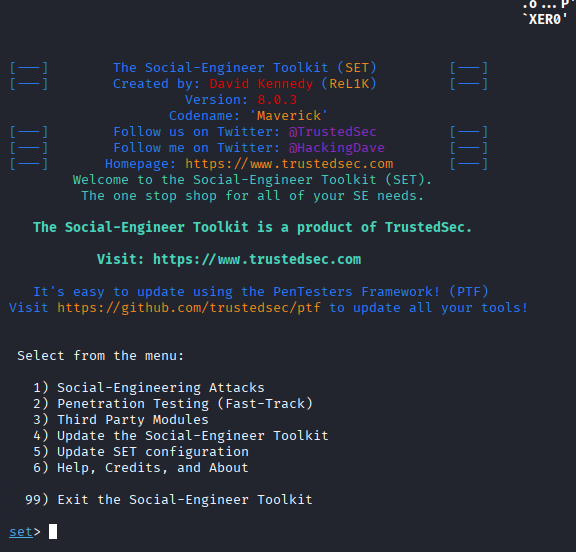 `XER0'
[---] The Social-Engineer Toolkit (SET) [---]
[---] Created by: David Kennedy (ReL1K) [---]
Version: 8.0.3
Codename: 'Maverick'
[---] Follow us on Twitter: @TrustedSec [---]
[---] Follow me on Twitter: @HackingDave [---]
[---] Homepage: https://www.trustedsec.com [---]
Welcome to the Social-Engineer Toolkit (SET).
The one stop shop for all of your SE needs.
The Social-Engineer Toolkit is a product of TrustedSec.
Visit: https://www.trustedsec.com
It's easy to update using the PenTesters Framework! (PTF)
Visit https://github.com/trustedsec/ptf to update all your tools!
Select from the menu:
1) Social-Engineering Attacks
2) Penetration Testing (Fast-Track)
3) Third Party Modules
4) Update the Social-Engineer Toolkit
5) Update SET configuration
6) Help, Credits, and About
99) Exit the Social-Engineer Toolkit
set>